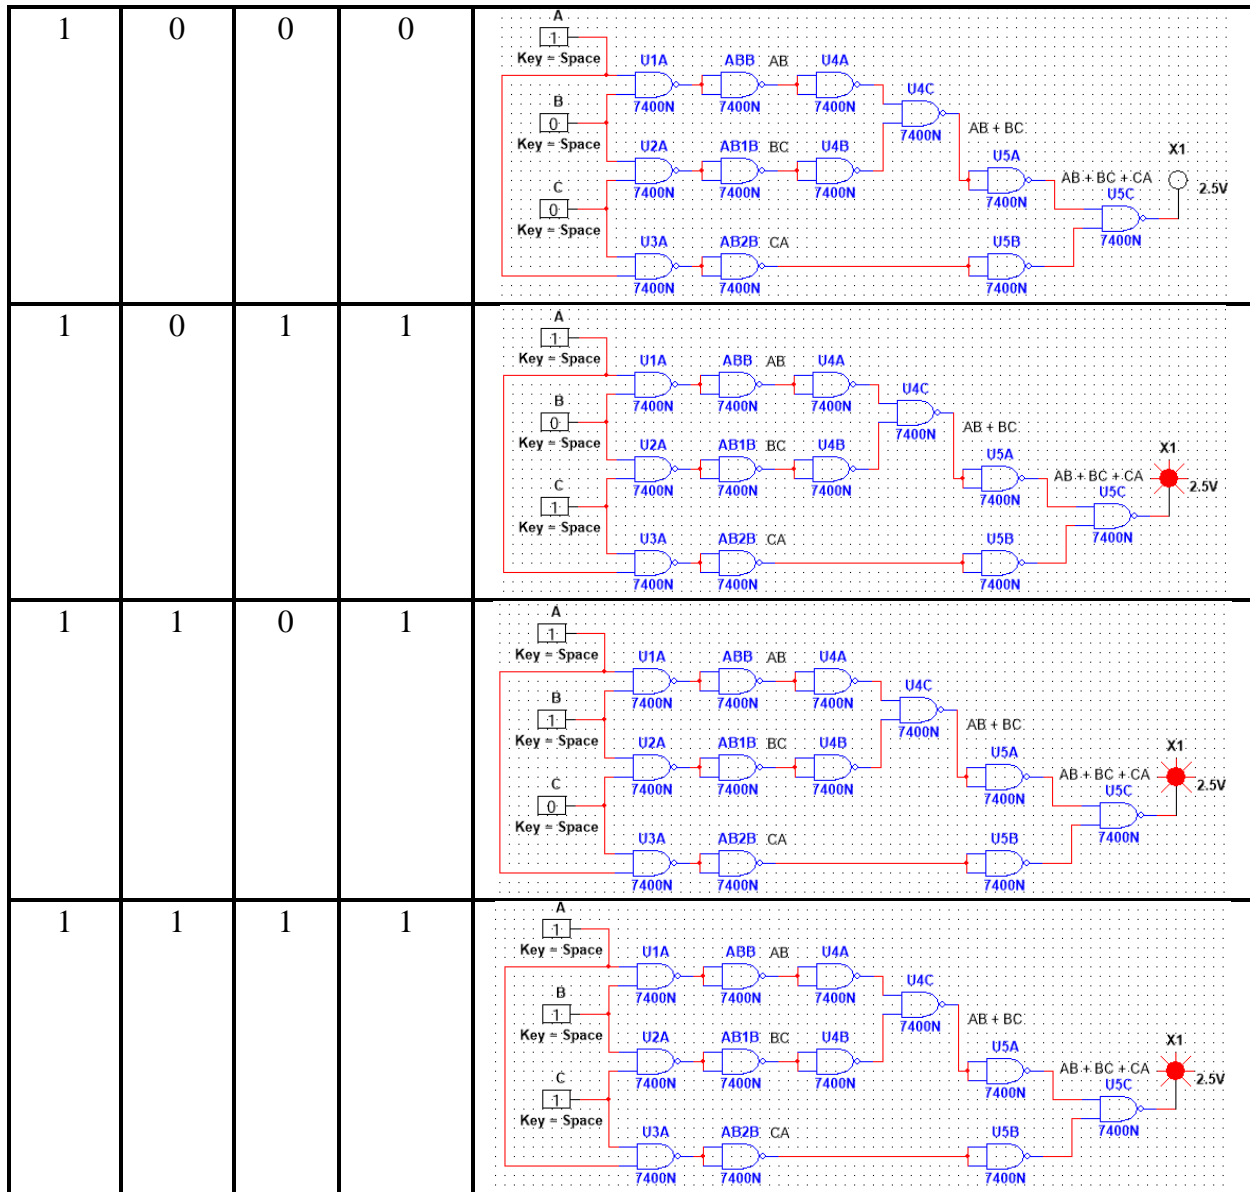 1 0 0 0
A
1
Key = Space
U1A ABB AB U4A
7400N 7400N 7400N
U4C
7400N
B
0
Key = Space
AB + BC
U2A AB1B BC U4B
7400N 7400N 7400N
U5A
7400N
X1
AB + BC + CA
2.5V
C
0
Key = Space
U5C
7400N
U3A AB2B CA U5B
7400N 7400N 7400N
1 0 1 1
A
1
Key = Space
U1A ABB AB U4A
7400N 7400N 7400N
U4C
7400N
B
0
Key = Space
AB + BC
U2A AB1B BC U4B
7400N 7400N 7400N
U5A
7400N
X1
AB + BC + CA
2.5V
C
1
Key = Space
U5C
7400N
U3A AB2B CA U5B
7400N 7400N 7400N
1 1 0 1
A
1
Key = Space
U1A ABB AB U4A
7400N 7400N 7400N
U4C
7400N
B
1
Key = Space
AB + BC
U2A AB1B BC U4B
7400N 7400N 7400N
U5A
7400N
X1
AB + BC + CA
2.5V
C
0
Key = Space
U5C
7400N
U3A AB2B CA U5B
7400N 7400N 7400N
1 1 1 1
A
1
Key = Space
U1A ABB AB U4A
7400N 7400N 7400N
U4C
7400N
B
1
Key = Space
AB + BC
U2A AB1B BC U4B
7400N 7400N 7400N
U5A
7400N
X1
AB + BC + CA
2.5V
C
1
Key = Space
U5C
7400N
U3A AB2B CA U5B
7400N 7400N 7400N